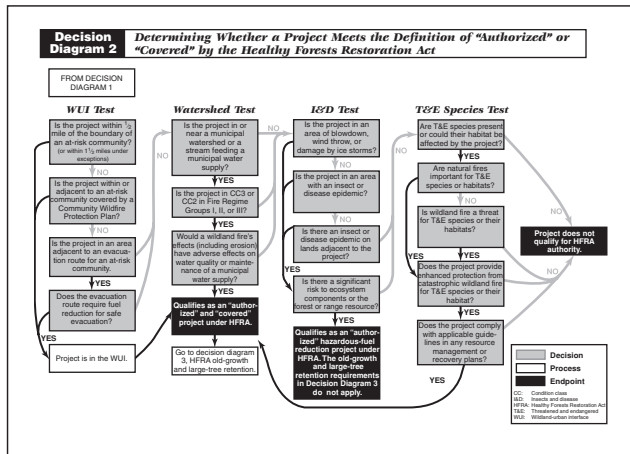 Decision
Diagram 2
Determining Whether a Project Meets the Definition of "Authorized" or
"Covered" by the Healthy Forests Restoration Act
FROM DECISION
DIAGRAM 1
WUI Test
Is the project within 1/2
mile of the boundary of
an at-risk community?
(or within 1 1/2 miles under
exceptions)
NO
Is the project within or
adjacent to an at-risk
community covered by a
Community Wildfire
Protection Plan?
NO
Is the project in an area
adjacent to an evacua-
tion route for an at-risk
community.
YES
Does the evacuation
route require fuel
reduction for safe
evacuation?
YES
YES
Project is in the WUI.
Watershed Test
Is the project in or
near a municipal
watershed or a
stream feeding a
municipal water
supply?
NO
YES
Is the project in CC3 or
CC2 in Fire Regime
Groups I, II, or III?
YES
Would a wildland fire's
effects (including erosion)
have adverse effects on
water quality or mainte-
nance of a municipal
water supply?
NO
YES
Qualifies as an "author-
ized" and "covered"
project under HFRA.
Go to decision diagram
3, HFRA old-growth
and large-tree retention.
I&D Test
Is the project in an
area of blowdown,
wind throw, or
damage by ice storms?
NO
Is the project in an area
with an insect or
disease epidemic?
NO
Is there an insect or
disease epidemic on
lands adjacent to the
project?
NO
YES
Is there a significant
risk to ecosystem
components or the
forest or range resource?
YES
Qualifies as an "author-
ized" hazardous-fuel
reduction project under
HFRA. The old-growth
and large-tree
retention requirements
in Decision Diagram 3
do not apply.
T&E Species Test
Are T&E species present
or could their habitat be
affected by the project?
YES
Are natural fires
important for T&E
species or habitats?
NO
NO
YES
Is wildland fire a threat
for T&E species or their
habitats?
NO
YES
Does the project provide
enhanced protection from
catastrophic wildland fire
for T&E species or their
habitat?
NO
YES
Does the project comply
with applicable guide-
lines in any resource
management or
recovery plans?
YES
Project does not
qualify for HFRA
authority.
Decision
Process
Endpoint
CC: Condition class
I&D: Insects and disease
HFRA: Healthy Forests Restoration Act
T&E: Threatened and endangered
WUI: Wildland-urban interface